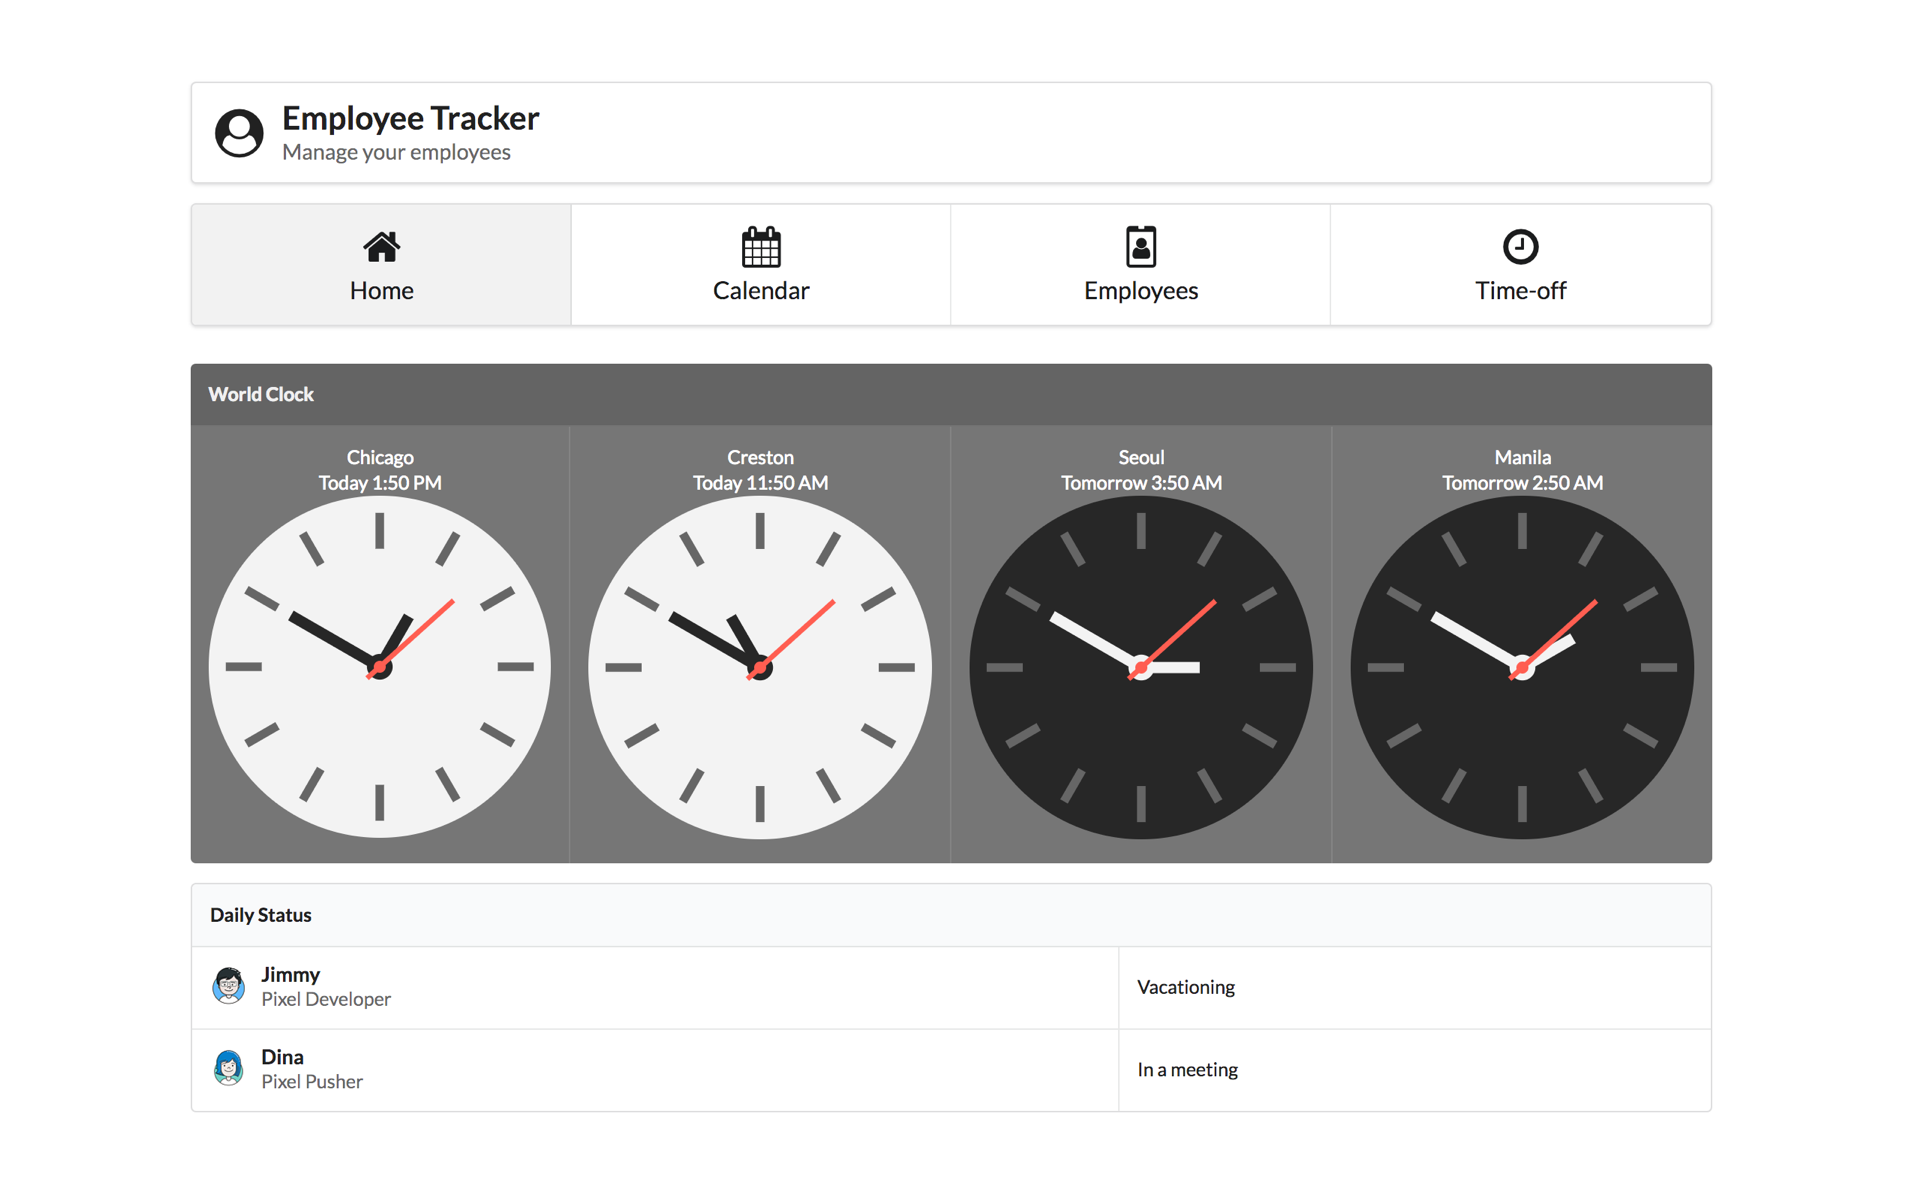 Employee Tracker
Manage your employees
Home
Calendar
Employees
Time-off
World Clock
Chicago
Today 1:50 PM
Creston
Today 11:50 AM
Seoul
Tomorrow 3:50 AM
Manila
Tomorrow 2:50 AM
Daily Status
Jimmy
Pixel Developer
Vacationing
Dina
Pixel Pusher
In a meeting